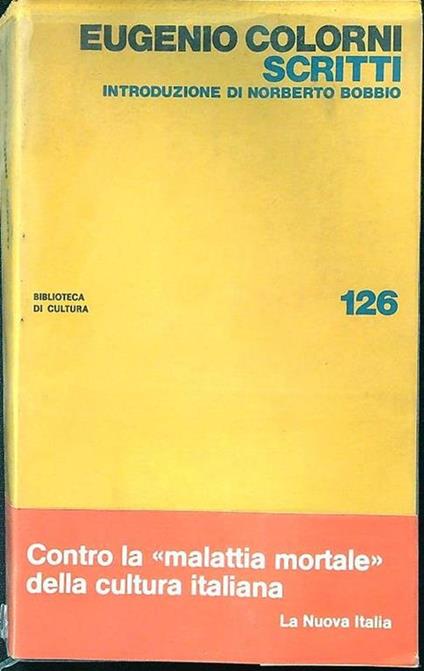 EUGENIO COLORNI
SCRITTI
INTRODUZIONE DI NORBERTO BOBBIO
BIBLIOTECA
DI CULTURA
126
Contro la «malattia mortale»
della cultura italiana
La Nuova Italia